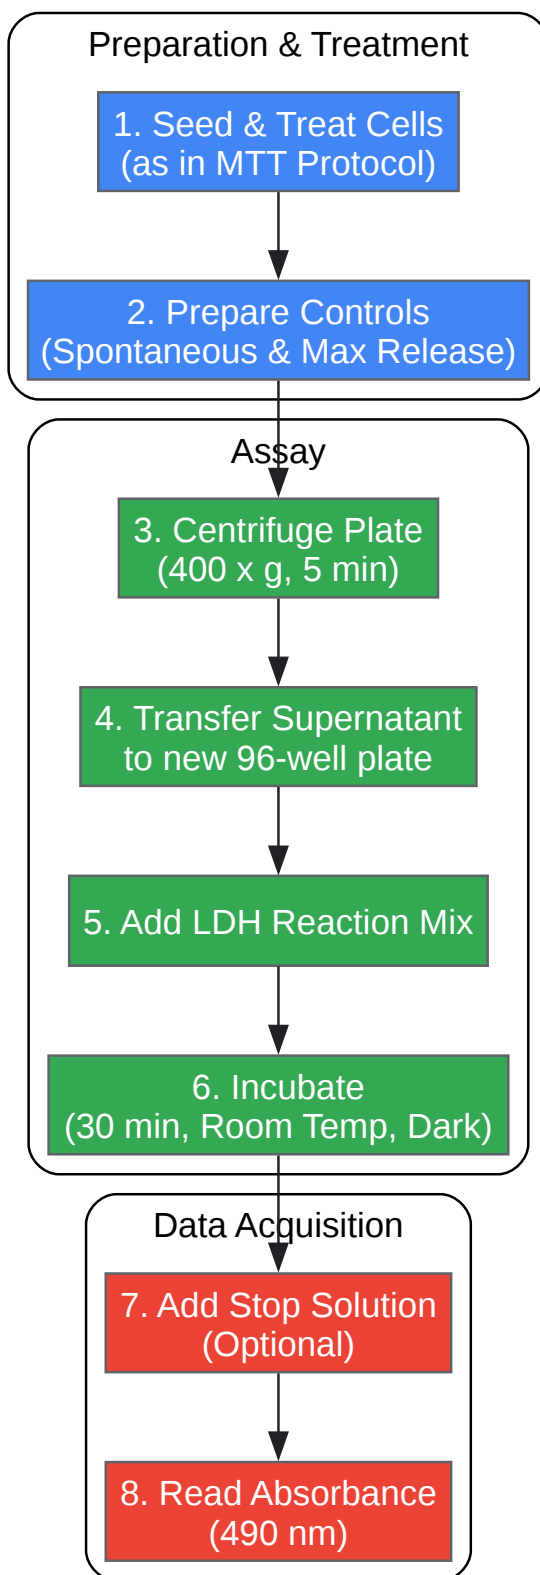 Preparation & Treatment
1. Seed & Treat Cells
(as in MTT Protocol)
2. Prepare Controls
(Spontaneous & Max Release)
Assay
3. Centrifuge Plate
(400 x g, 5 min)
4. Transfer Supernatant
to new 96-well plate
5. Add LDH Reaction Mix
6. Incubate
(30 min, Room Temp, Dark)
Data Acquisition
7. Add Stop Solution
(Optional)
8. Read Absorbance
(490 nm)